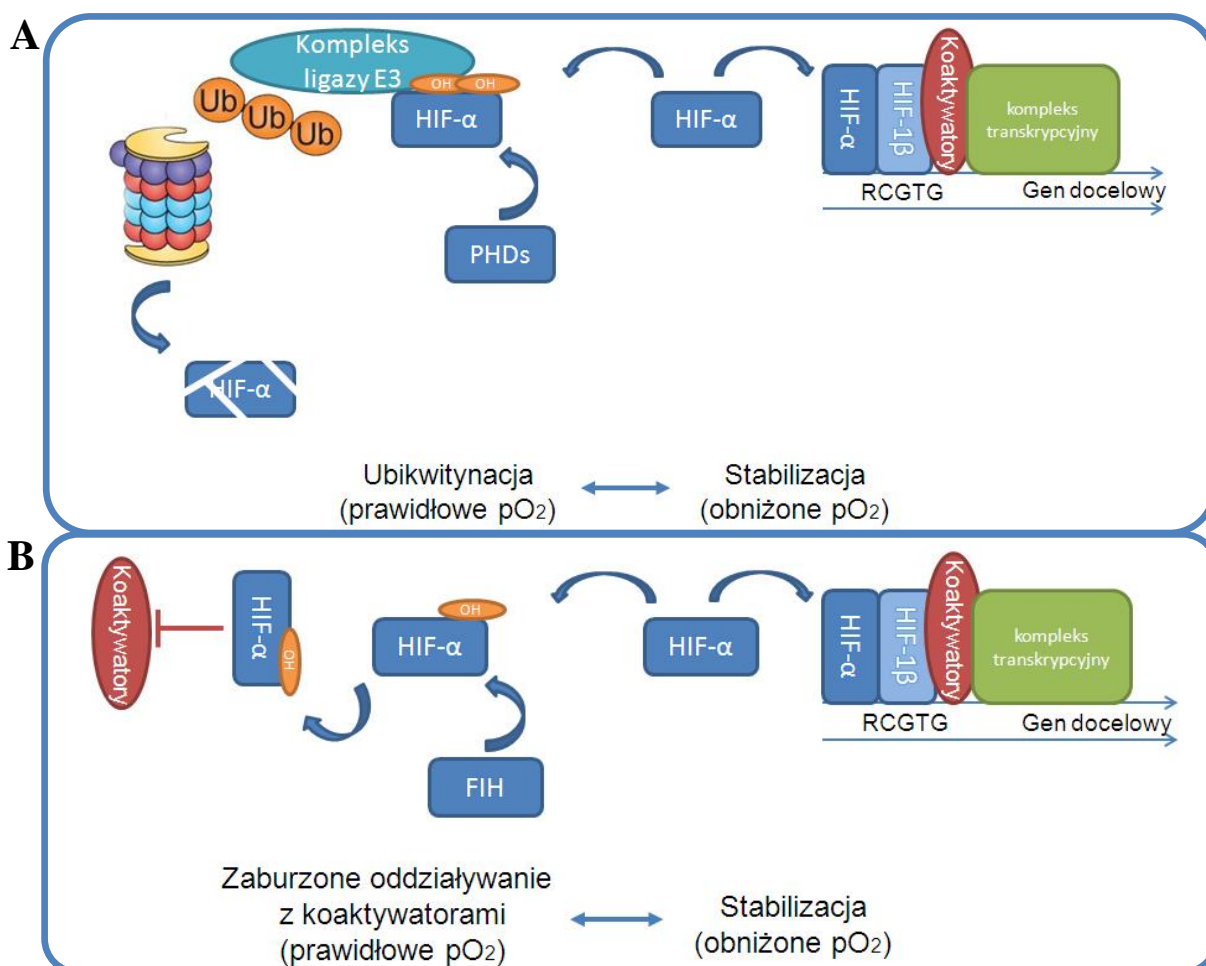 A
Kompleks
ligazy E3
OH OH
Ub Ub Ub
HIF-α
HIF-α
HIF-α
HIF-1β
Koaktywatory
kompleks
transkrypcyjny
RCGTG
Gen docelowy
PHDs
HIF-α
Ubikwitynacja
(prawidłowe pO2)
Stabilizacja
(obniżone pO2)
B
Koaktywatory
HIF-α
OH
OH
HIF-α
HIF-α
HIF-α
HIF-1β
Koaktywatory
kompleks
transkrypcyjny
RCGTG
Gen docelowy
FIH
Zaburzone oddziaływanie
z koaktywatorami
(prawidłowe pO2)
Stabilizacja
(obniżone pO2)